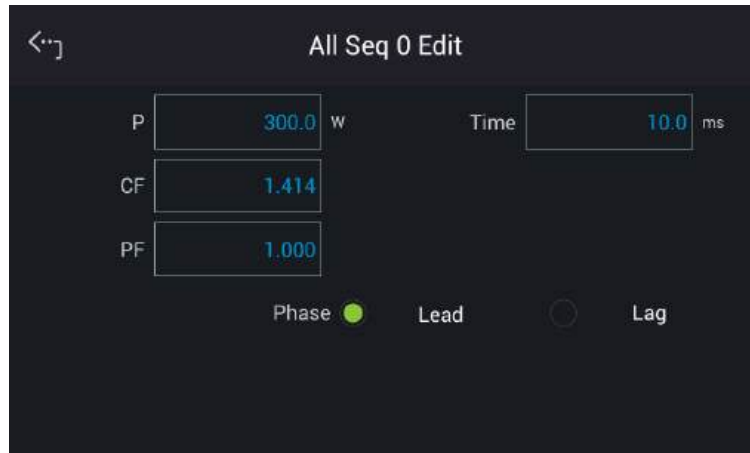 All Seq 0 Edit
P 300.0 W Time 10.0 ms
CF 1.414
PF 1.000
Phase Lead Lag